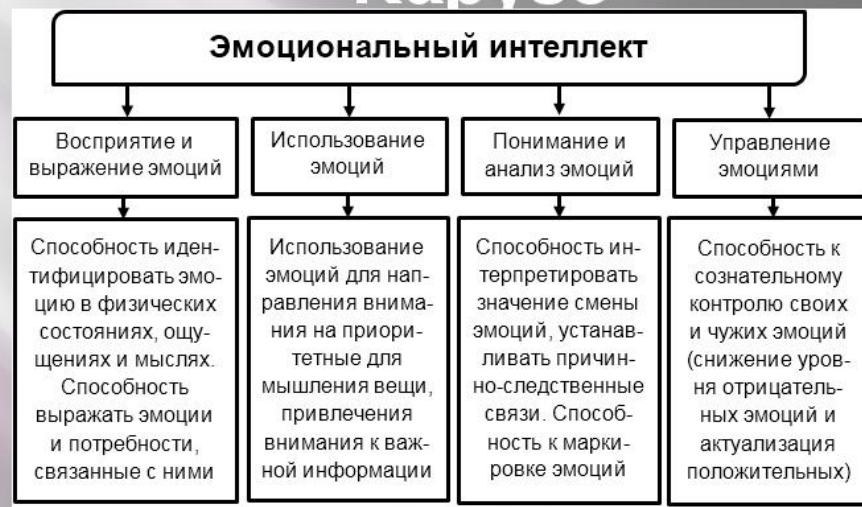 Карузо
Эмоциональный интеллект
Восприятие и
выражение эмоций
Использование
эмоций
Понимание и
анализ эмоций
Управление
эмоциями
Способность иден-
тифицировать эмо-
цию в физических
состояниях, ощу-
щениях и мыслях.
Способность
выражать эмоции
и потребности,
связанные с ними
Использование
эмоций для нап-
равления внима-
ния на приори-
тетные для
мышления вещи,
привлечения
внимания к важ-
ной информации
Способность ин-
терпретировать
значение смены
эмоций, устанав-
ливать причин-
но-следственные
связи. Способ-
ность к марки-
ровке эмоций
Способность к
сознательному
контролю своих
и чужих эмоций
(снижение уров-
ня отрицатель-
ных эмоций и
актуализация
положительных)